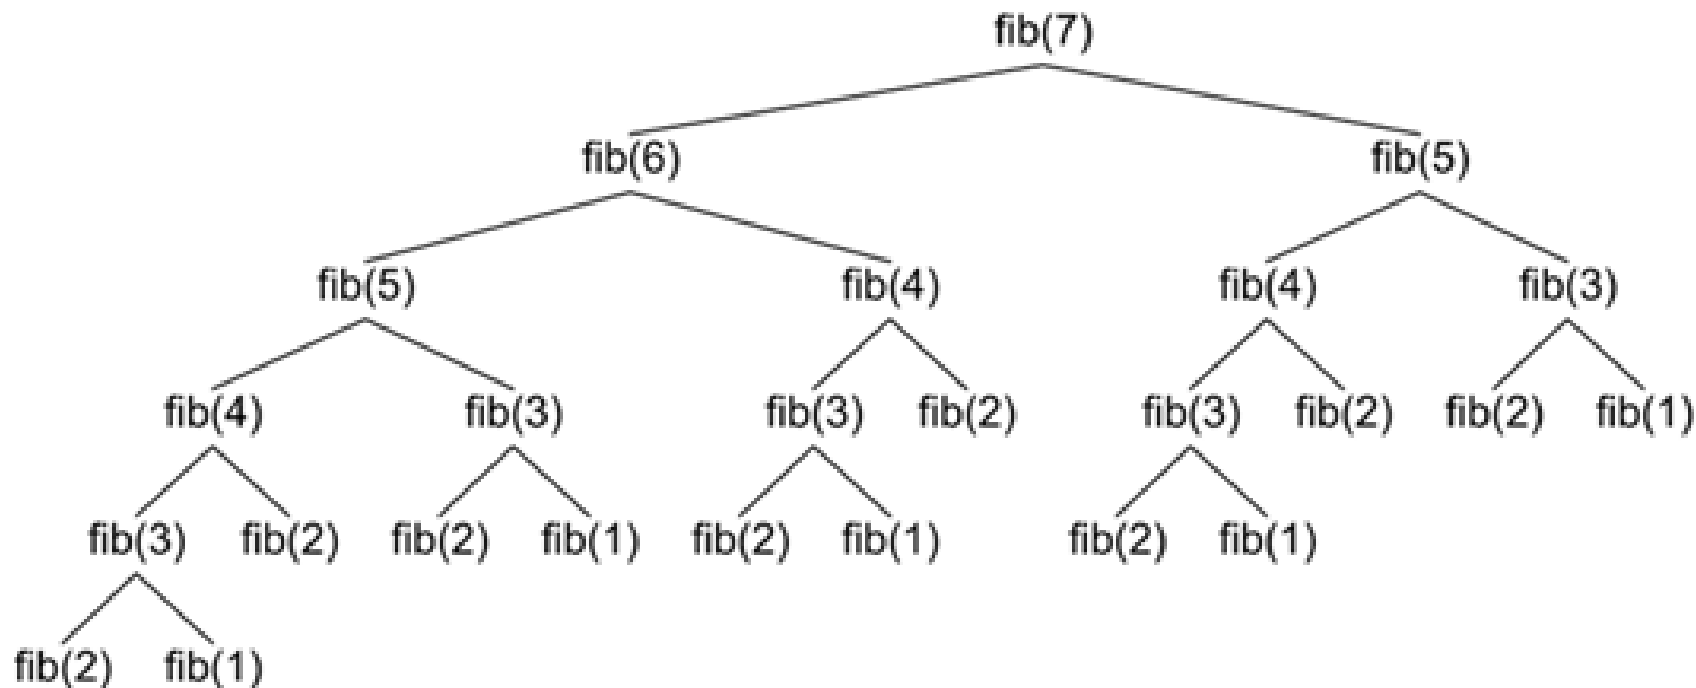 fib(7)
fib(6) fib(5)
fib(5) fib(4) fib(4) fib(3)
fib(4) fib(3) fib(3) fib(2) fib(3) fib(2) fib(2) fib(1)
fib(3) fib(2) fib(2) fib(1) fib(2) fib(1) fib(2) fib(1)
fib(2) fib(1)